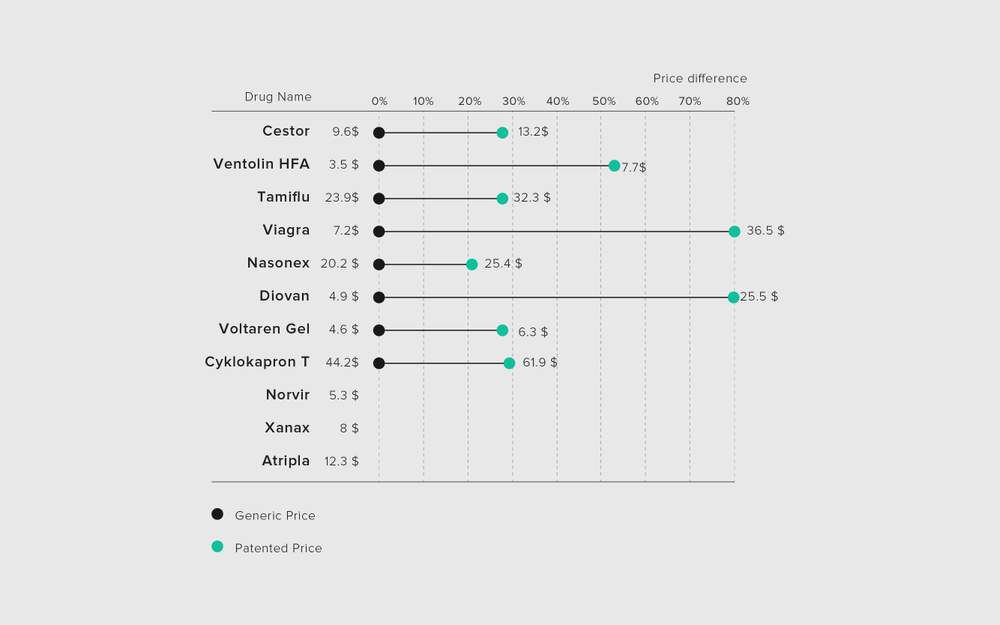 Price difference
Drug Name 0% 10% 20% 30% 40% 50% 60% 70% 80%
Cestor 9.6$ 13.2$
Ventolin HFA 3.5 $ 7.7$
Tamiflu 23.9$ 32.3 $
Viagra 7.2$ 36.5 $
Nasonex 20.2 $ 25.4 $
Diovan 4.9 $ 25.5 $
Voltaren Gel 4.6 $ 6.3 $
Cyklokapron T 44.2$ 61.9 $
Norvir 5.3 $
Xanax 8 $
Atripla 12.3 $
Generic Price
Patented Price